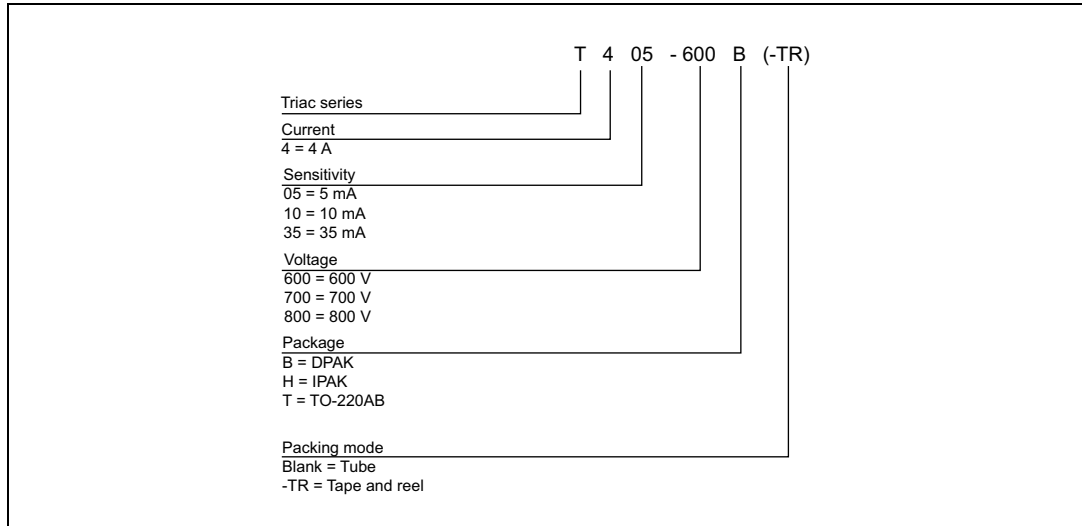 T 4 05 - 600 B (-TR)
Triac series
Current
4 = 4 A
Sensitivity
05 = 5 mA
10 = 10 mA
35 = 35 mA
Voltage
600 = 600 V
700 = 700 V
800 = 800 V
Package
B = DPAK
H = IPAK
T = TO-220AB
Packing mode
Blank = Tube
-TR = Tape and reel